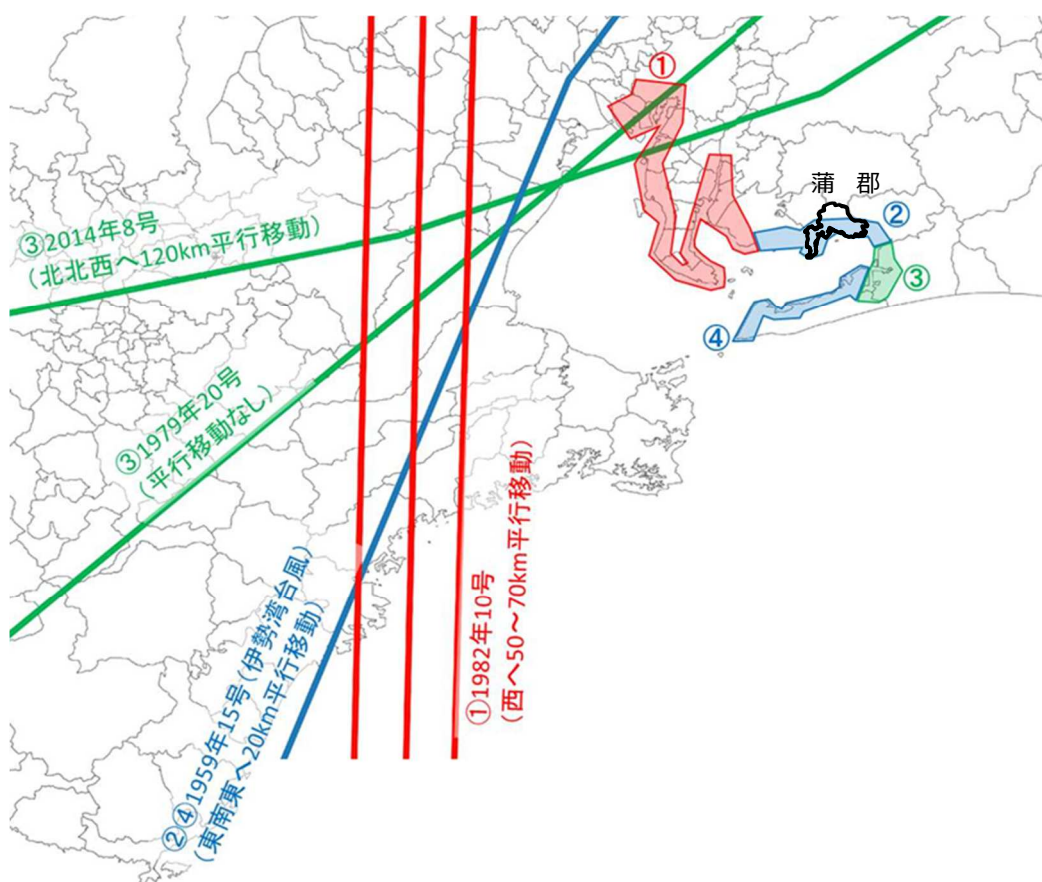 ①
蒲　郡
②
③2014年8号
(北北西へ120km平行移動)
③
④
③1979年20号
(平行移動なし)
②④1959年15号(伊勢湾台風)
(東南東へ20km平行移動)
①1982年10号
(西へ50～70km平行移動)